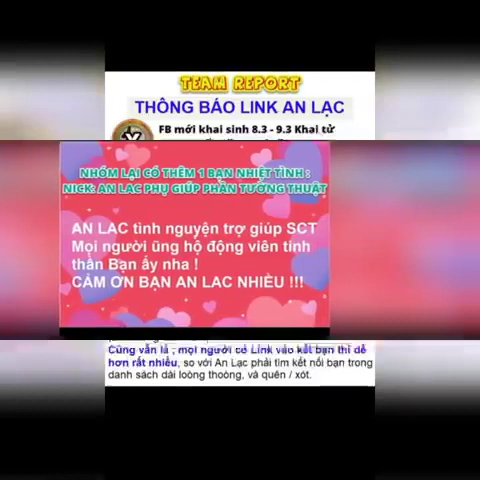 TEAM REPORT
THÔNG BÁO LINK AN LẠC
FB mới khai sinh 8.3 - 9.3 Khai tử
NHÓM LẠI CÓ THÊM 1 BẠN NHIỆT TÌNH :
NICK: AN LẠC PHỤ GIÚP PHẦN TƯỜNG THUẬT
AN LẠC tình nguyện trợ giúp SCT
Mọi người ũng hộ động viên tinh
thần Bạn ấy nha !
CẢM ƠN BẠN AN LẠC NHIỀU !!!
Cũng vẫn là , mọi người có Link vào kết bạn thì dễ
hơn rất nhiều, so với An Lạc phải tìm kết nối bạn trong
danh sách dài loòng thoòng, và quên / xót.